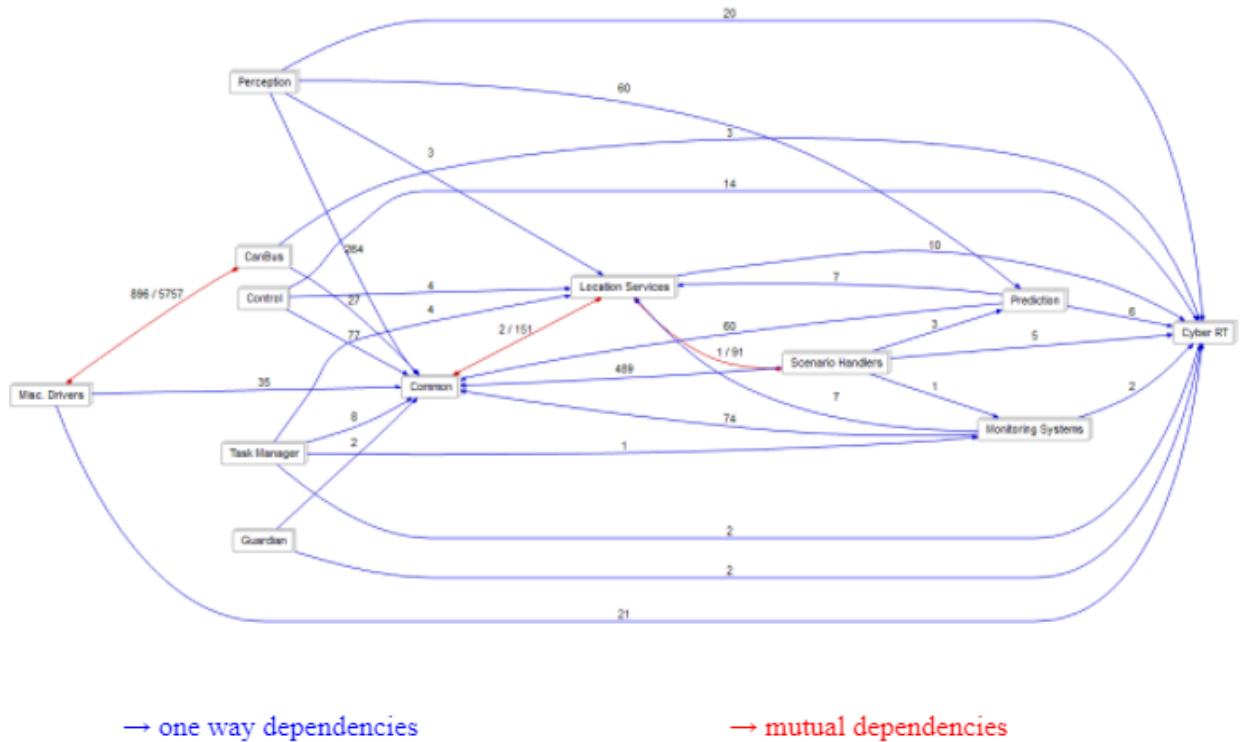 20
Perception
60
3
3
14
CanBus
264
10
896 / 5757
Control
27
4
Location Services
7
Prediction
4
6
77
2 / 151
60
3
Cyber RT
5
1 / 91
Scenario Handlers
489
35
Common
1
2
Misc. Drivers
7
8
74
Monitoring Systems
2
1
Task Manager
2
Guardian
2
21
→ one way dependencies
→ mutual dependencies